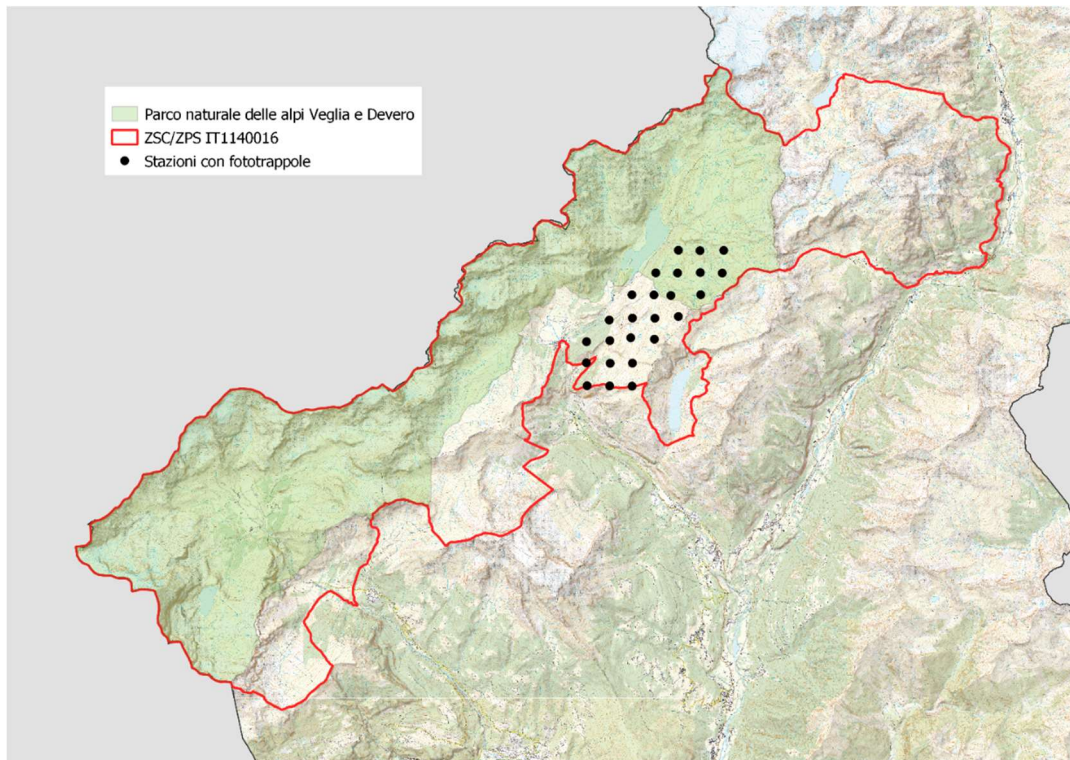 Parco naturale delle alpi Veglia e Devero
ZSC/ZPS IT1140016
Stazioni con fototrappole